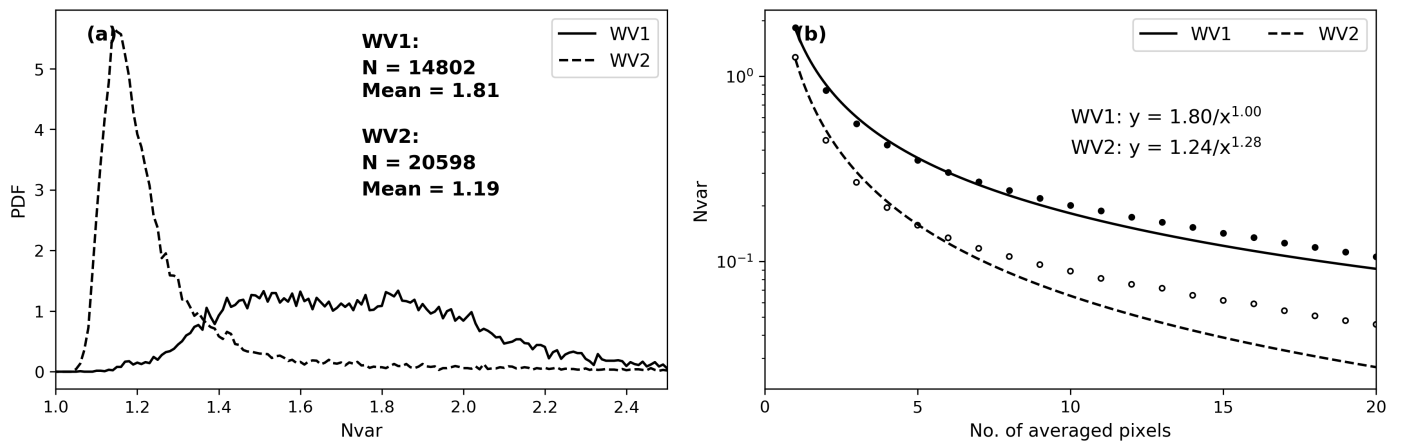 (a)
WV1:
N = 14802
Mean = 1.81
WV2:
N = 20598
Mean = 1.19
WV1
WV2
PDF
5
4
3
2
1
0
1.0 1.2 1.4 1.6 1.8 2.0 2.2 2.4
Nvar
(b)
WV1 WV2
WV1: y = 1.80/x^1.00
WV2: y = 1.24/x^1.28
Nvar
10^0
10^−1
0 5 10 15 20
No. of averaged pixels